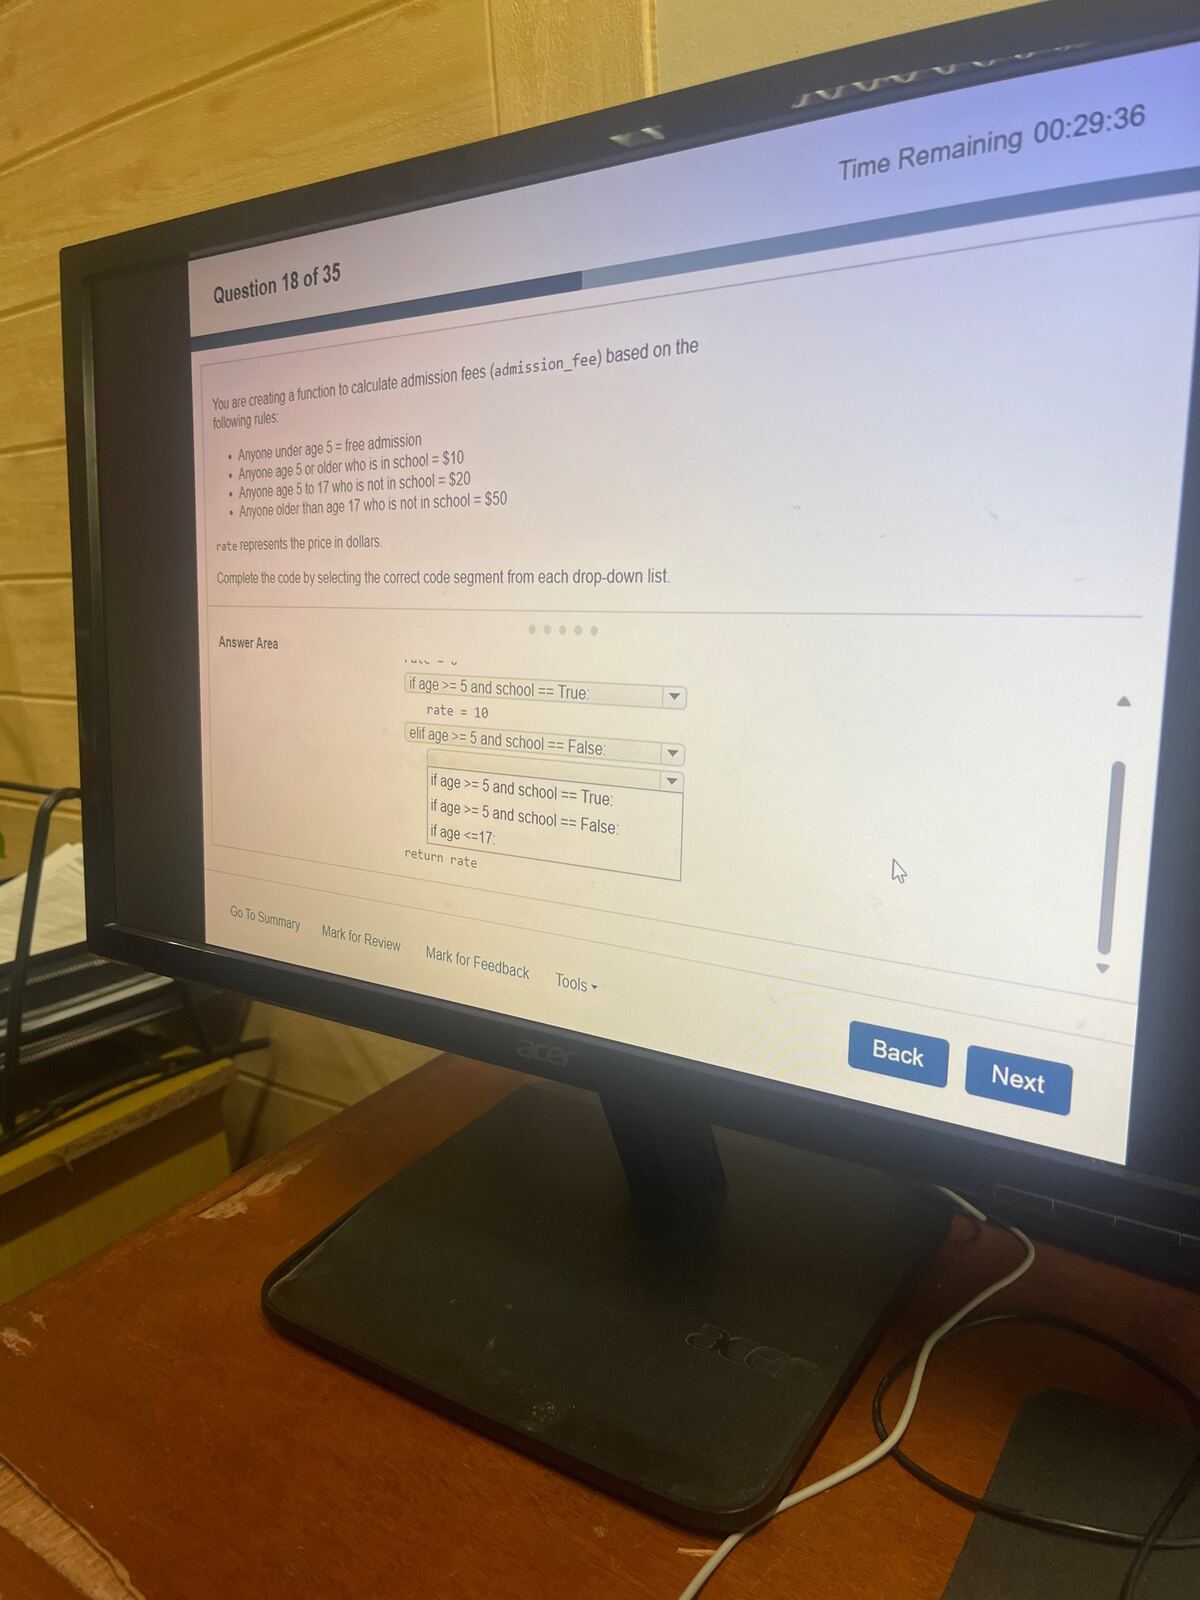 Time Remaining 00:29:36
Question 18 of 35
You are creating a function to calculate admission fees (admission_fee) based on the
following rules:
• Anyone under age 5 = free admission
• Anyone age 5 or older who is in school = $10
• Anyone age 5 to 17 who is not in school = $20
• Anyone older than age 17 who is not in school = $50
rate represents the price in dollars.
Complete the code by selecting the correct code segment from each drop-down list.
Answer Area
if age >= 5 and school == True:
rate = 10
elif age >= 5 and school == False:
if age >= 5 and school == True:
if age >= 5 and school == False:
if age <=17:
return rate
Go To Summary
Mark for Review
Mark for Feedback
Tools
Back
Next
acer
acer